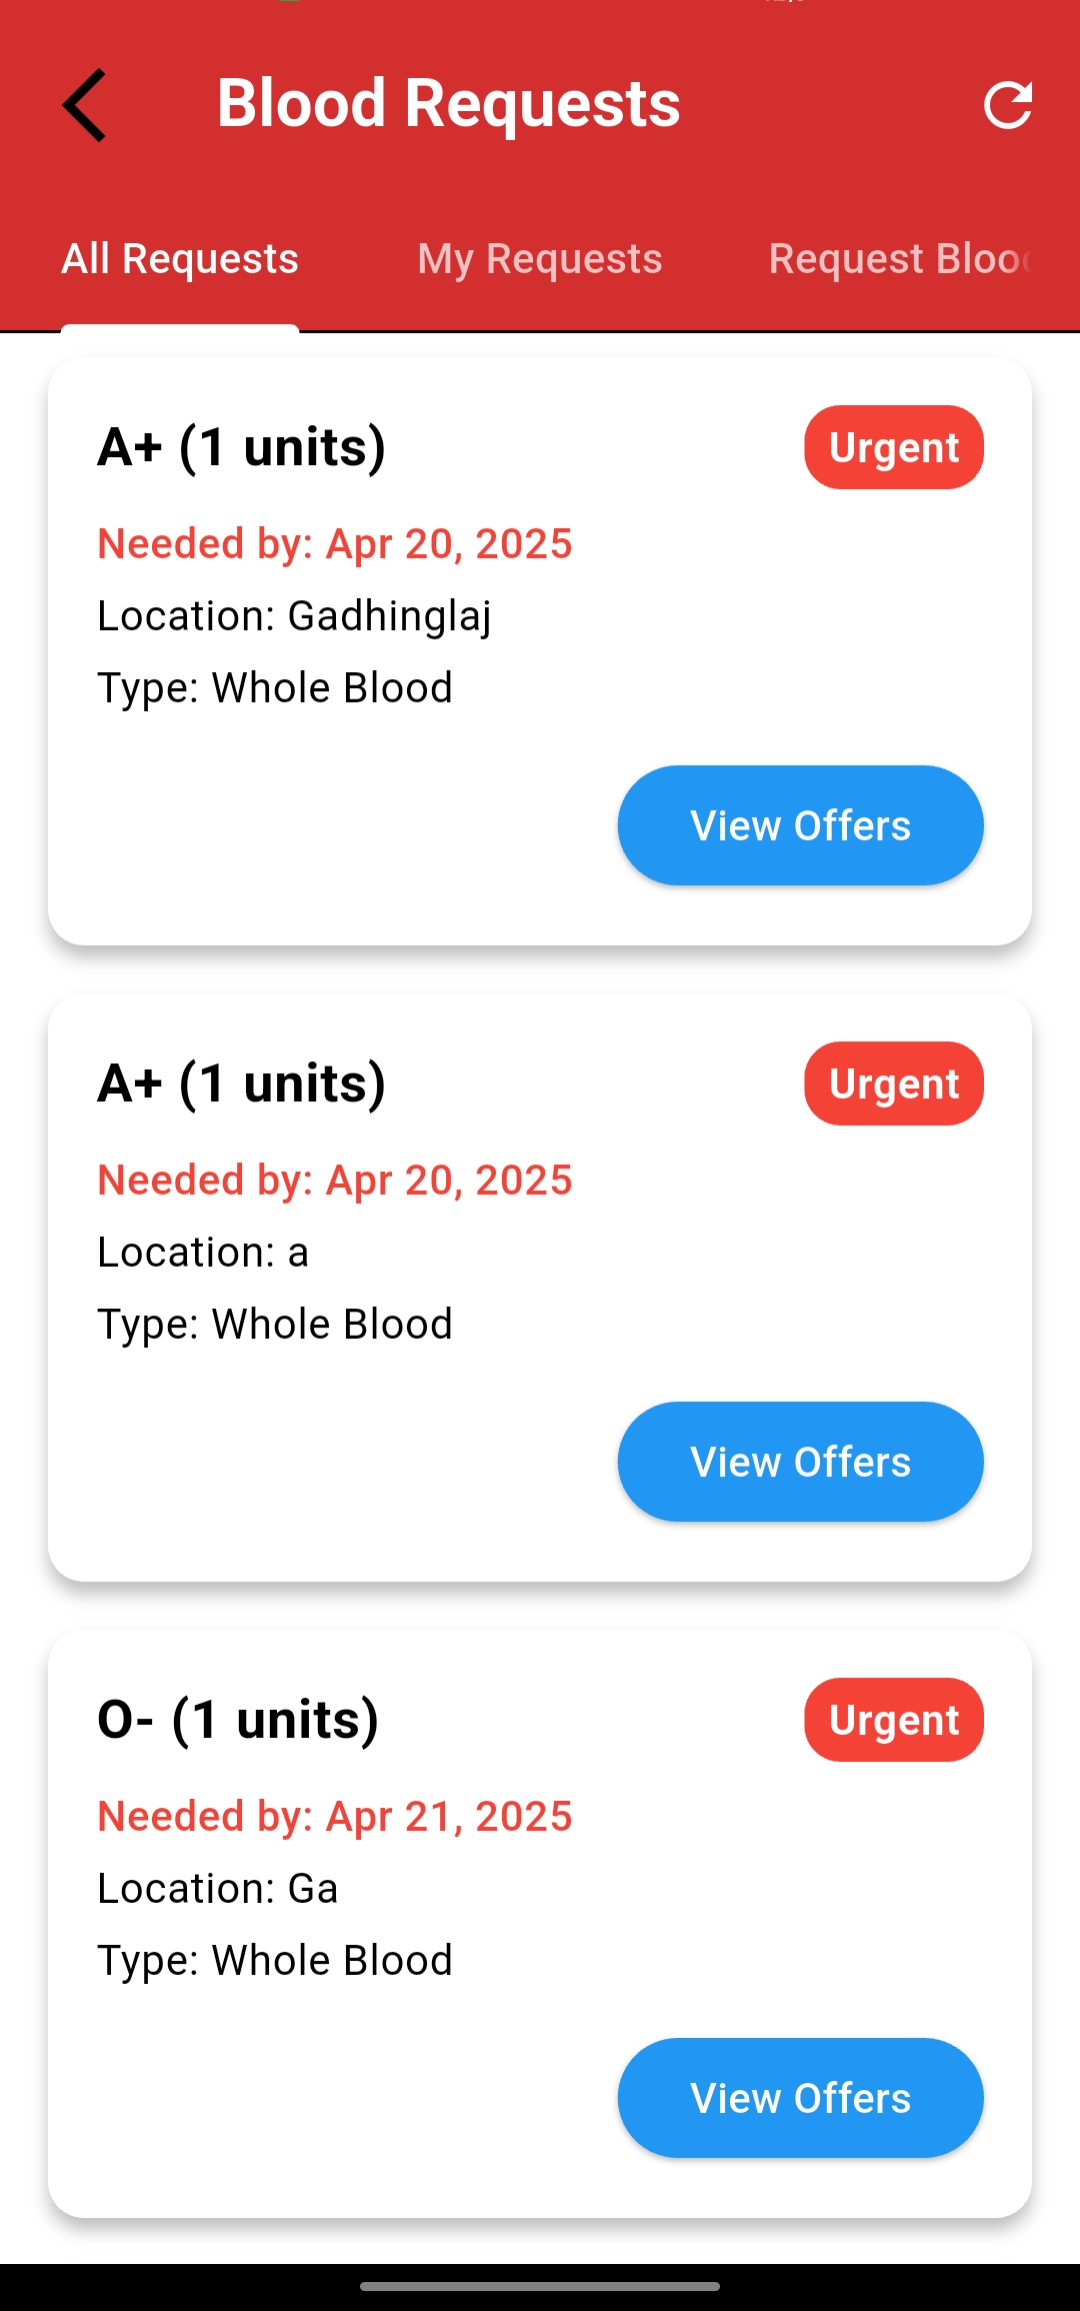 Blood Requests
All Requests My Requests Request Bloo
A+ (1 units) Urgent
Needed by: Apr 20, 2025
Location: Gadhinglaj
Type: Whole Blood
View Offers
A+ (1 units) Urgent
Needed by: Apr 20, 2025
Location: a
Type: Whole Blood
View Offers
O- (1 units) Urgent
Needed by: Apr 21, 2025
Location: Ga
Type: Whole Blood
View Offers